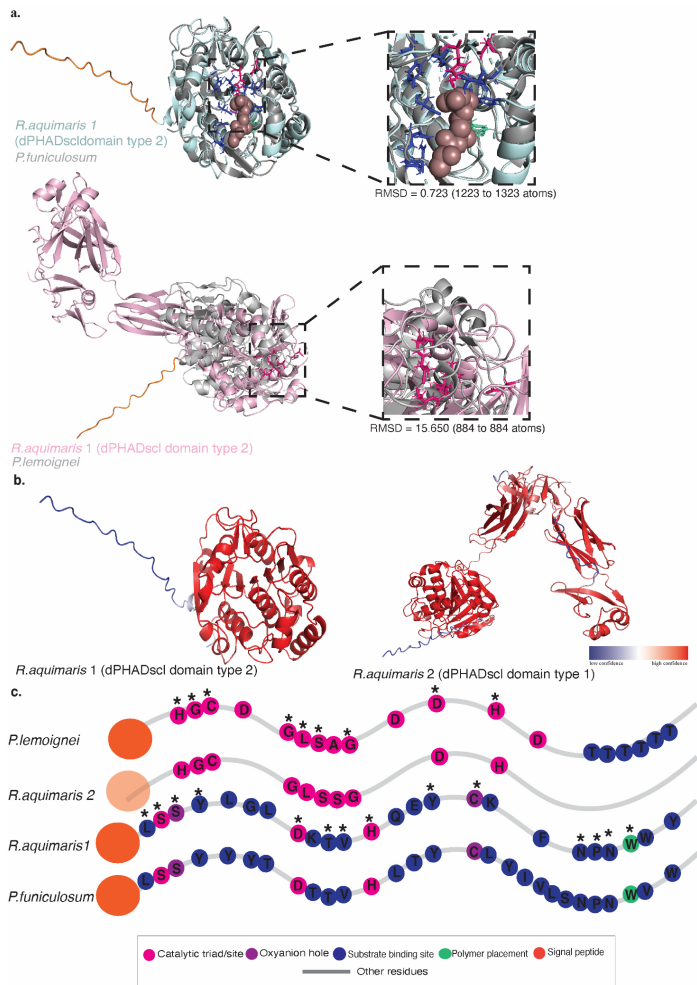 a.
R.aquimaris 1
(dPHADscldomain type 2)
P.funiculosum
RMSD = 0.723 (1223 to 1323 atoms)
R.aquimaris 1 (dPHADscl domain type 2)
P.lemoignei
RMSD = 15.650 (884 to 884 atoms)
b.
R.aquimaris 1 (dPHADscl domain type 2)
R.aquimaris 2 (dPHADscl domain type 1)
low confidence
high confidence
c.
* * * * * * * * *
P.lemoignei
H G C D G L S A G D D H D T T T T T T
R.aquimaris 2
H G C G L S S G D H
* * * * * * * * * * * * * *
R.aquimaris1
L S S Y L G L D K T V H Q E Y C K F N P N W W Y
P.funiculosum
L S S Y Y Y T D T T V H L T Y C L Y I V L S N P N W V W
Catalytic triad/site
Oxyanion hole
Substrate binding site
Polymer placement
Signal peptide
Other residues